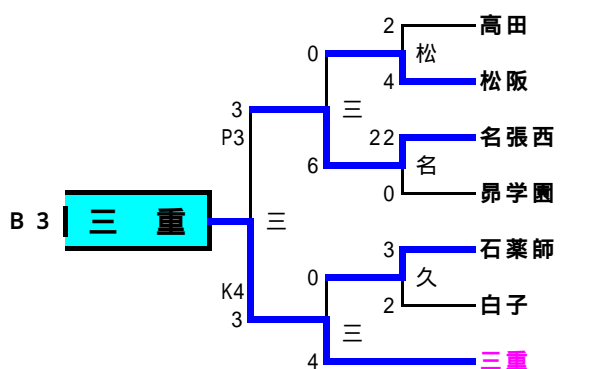 2 高田
0 松
4 松阪
3 三
P3 22 名張西
6 名
0 昴学園
B 3 三 重 三
3 石薬師
K4 0 久
2 白子
3 三
4 三重